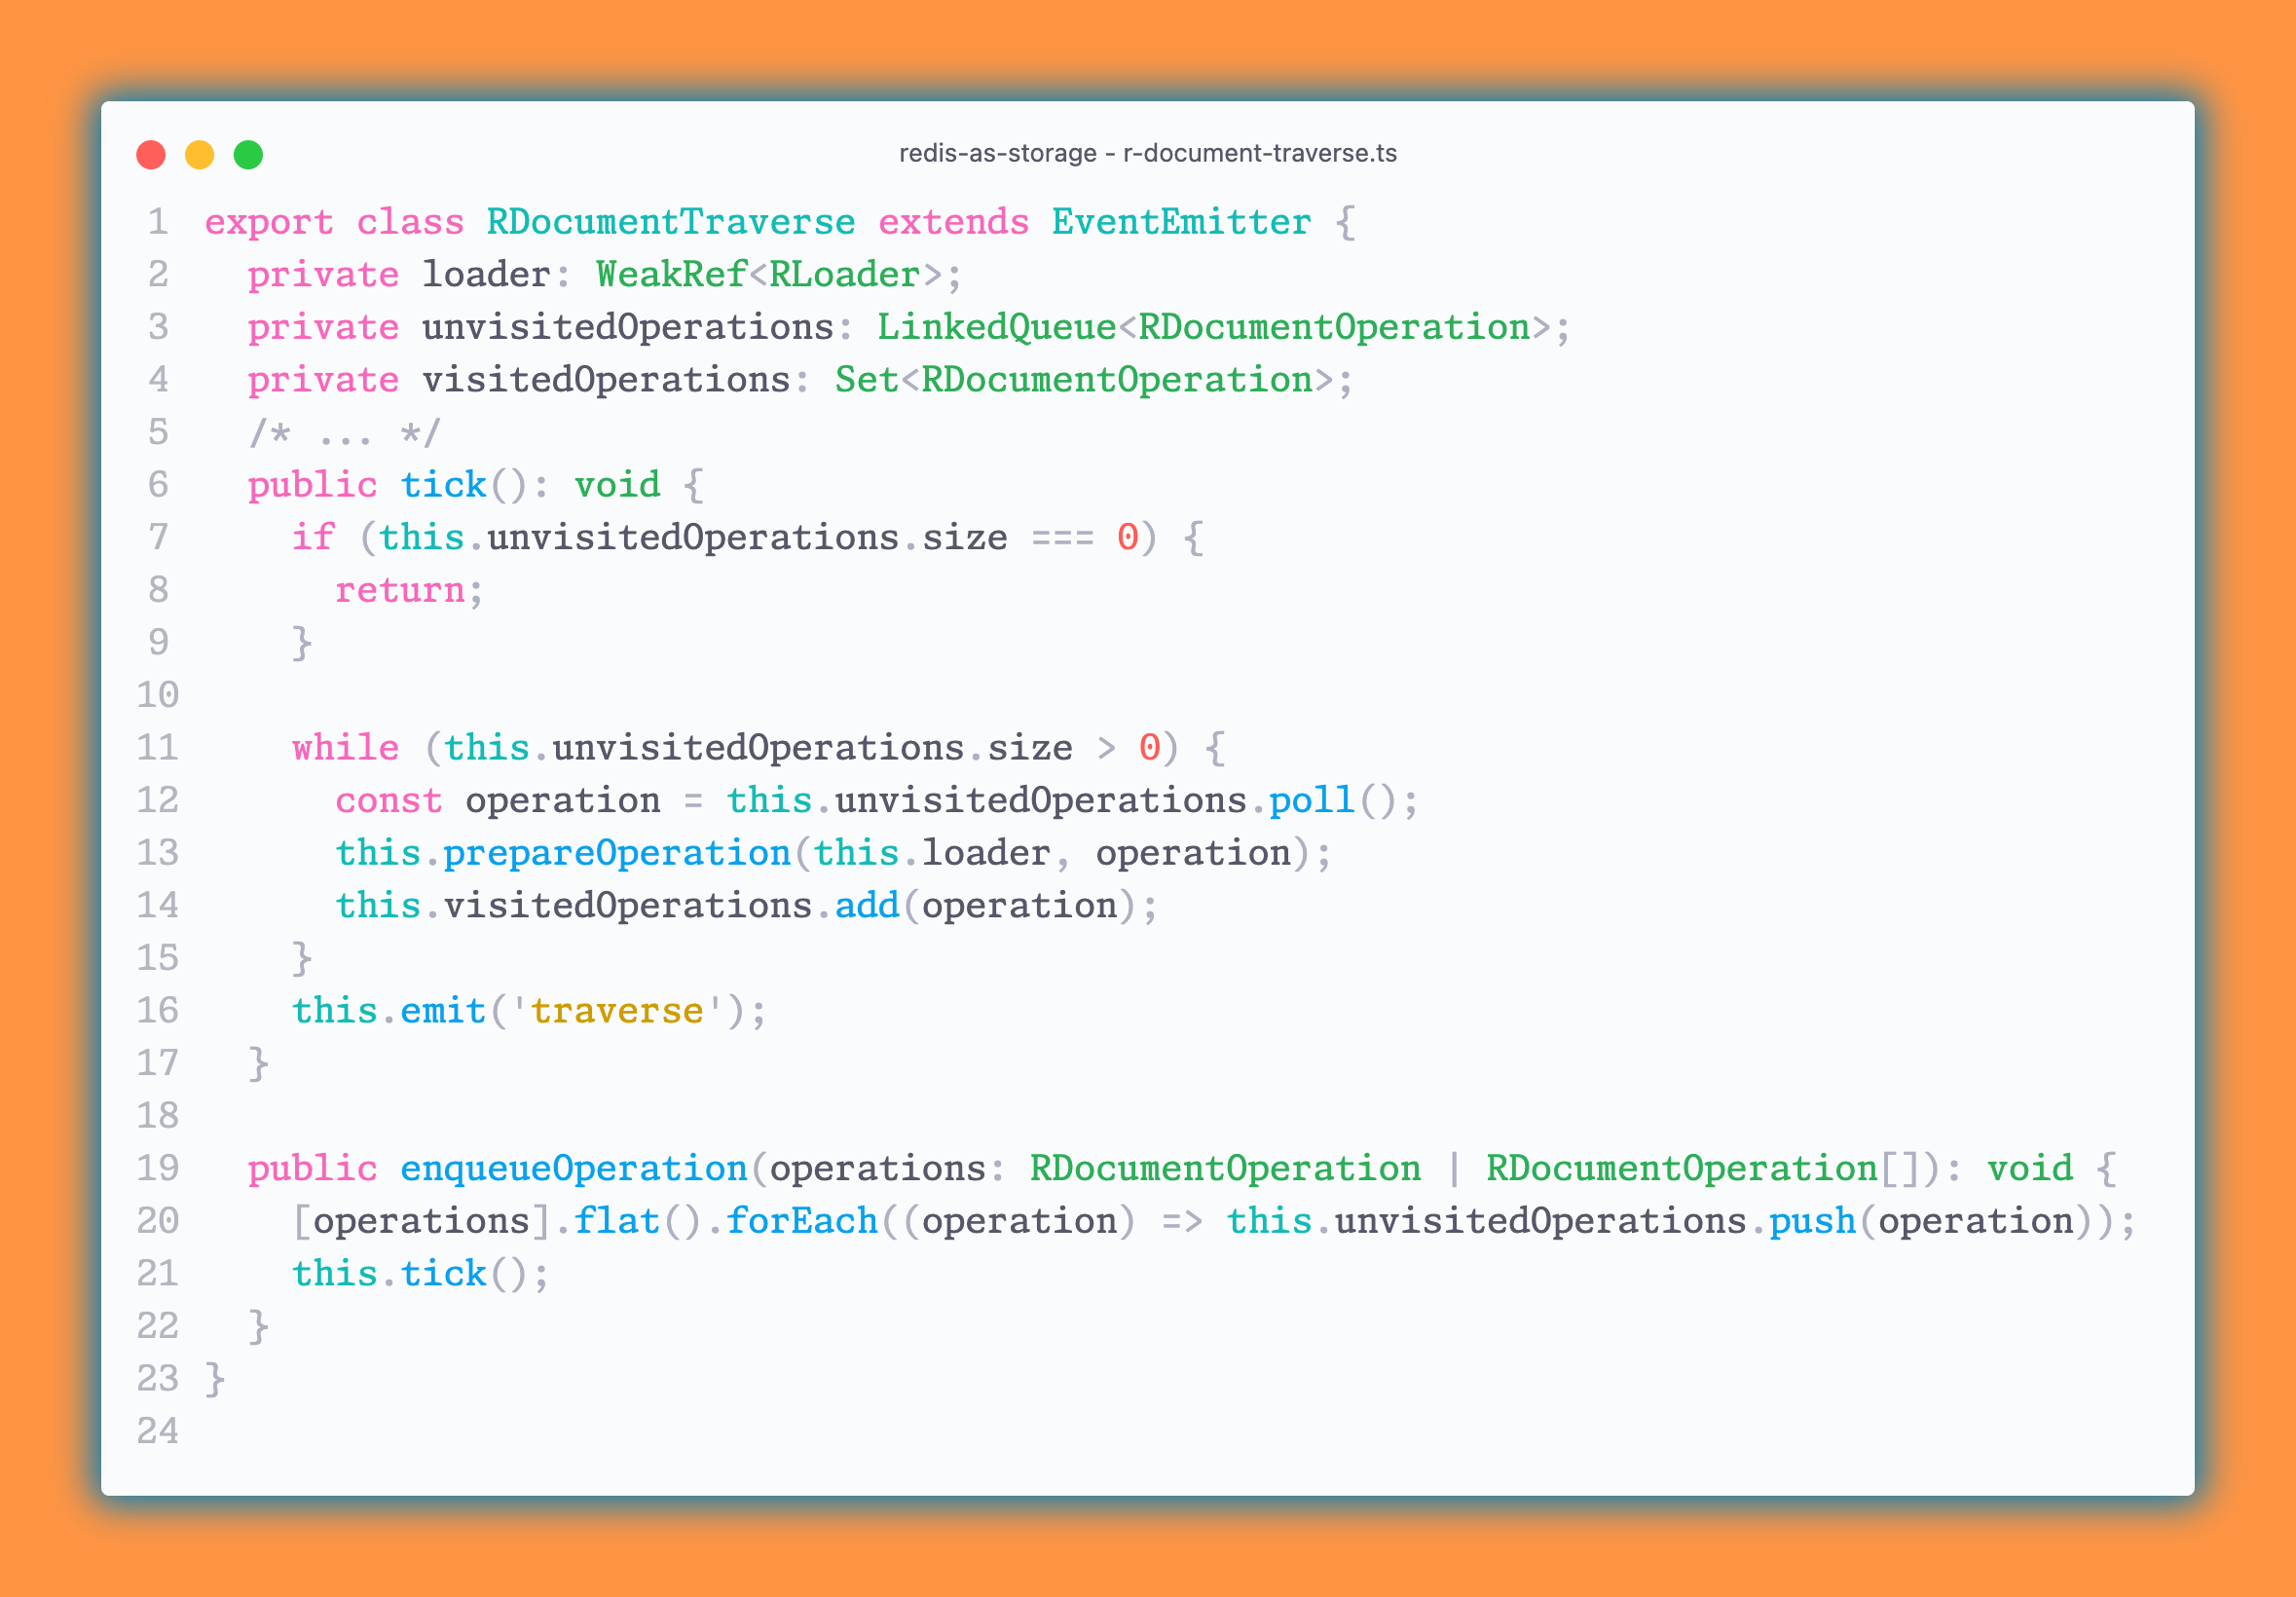 redis-as-storage - r-document-traverse.ts
1 export class RDocumentTraverse extends EventEmitter {
2   private loader: WeakRef<RLoader>;
3   private unvisitedOperations: LinkedQueue<RDocumentOperation>;
4   private visitedOperations: Set<RDocumentOperation>;
5   /* ... */
6   public tick(): void {
7     if (this.unvisitedOperations.size === 0) {
8       return;
9     }
10
11     while (this.unvisitedOperations.size > 0) {
12       const operation = this.unvisitedOperations.poll();
13       this.prepareOperation(this.loader, operation);
14       this.visitedOperations.add(operation);
15     }
16     this.emit('traverse');
17   }
18
19   public enqueueOperation(operations: RDocumentOperation | RDocumentOperation[]): void {
20     [operations].flat().forEach((operation) => this.unvisitedOperations.push(operation));
21     this.tick();
22   }
23 }
24